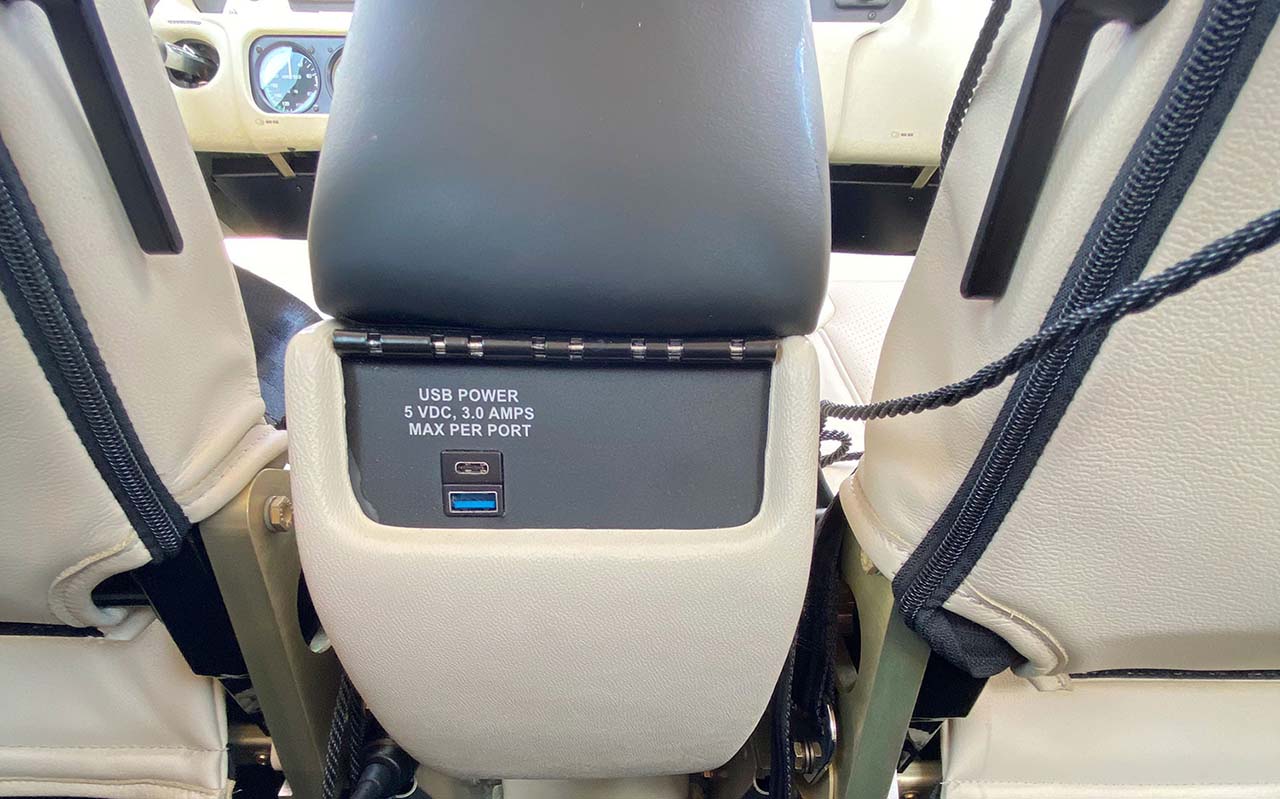 USB POWER
5 VDC, 3.0 AMPS
MAX PER PORT